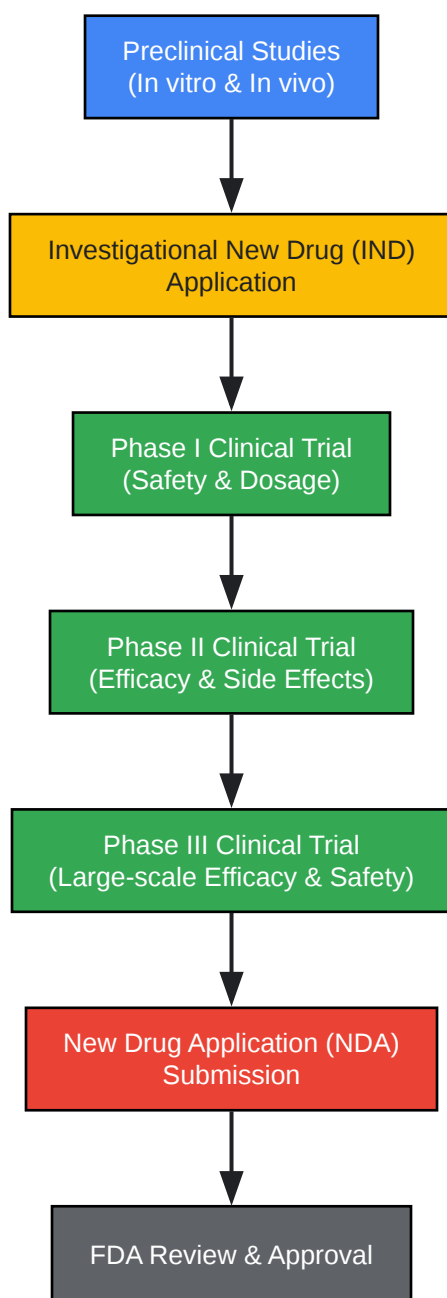 Preclinical Studies
(In vitro & In vivo)
Investigational New Drug (IND)
Application
Phase I Clinical Trial
(Safety & Dosage)
Phase II Clinical Trial
(Efficacy & Side Effects)
Phase III Clinical Trial
(Large-scale Efficacy & Safety)
New Drug Application (NDA)
Submission
FDA Review & Approval